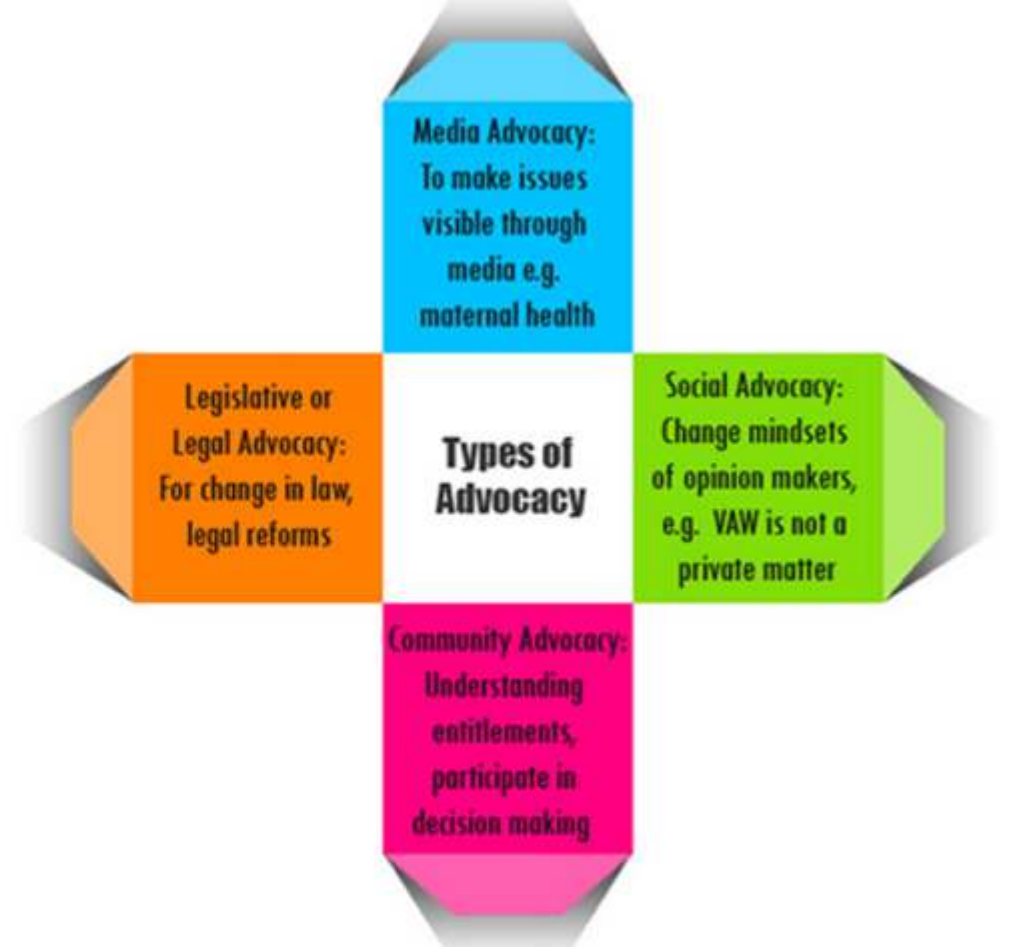 Media Advocacy:
To make issues
visible through
media e.g.
maternal health
Legislative or
Legal Advocacy:
For change in law,
legal reforms
Types of
Advocacy
Social Advocacy:
Change mindsets
of opinion makers,
e.g. VAW is not a
private matter
Community Advocacy:
Understanding
entitlements,
participate in
decision making